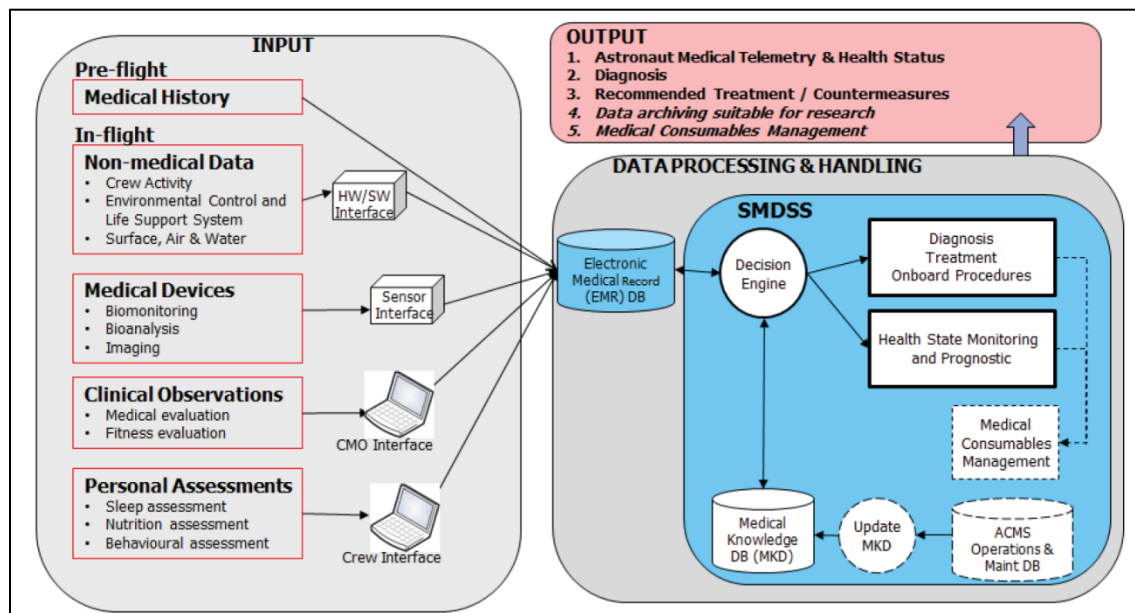 INPUT
Pre-flight
Medical History
In-flight
Non-medical Data
• Crew Activity
• Environmental Control and
Life Support System
• Surface, Air & Water
HW/SW
Interface
Medical Devices
• Biomonitoring
• Bioanalysis
• Imaging
Sensor
Interface
Clinical Observations
• Medical evaluation
• Fitness evaluation
CMO Interface
Personal Assessments
• Sleep assessment
• Nutrition assessment
• Behavioural assessment
Crew Interface
OUTPUT
1. Astronaut Medical Telemetry & Health Status
2. Diagnosis
3. Recommended Treatment / Countermeasures
4. Data archiving suitable for research
5. Medical Consumables Management
DATA PROCESSING & HANDLING
Electronic
Medical Record
(EMR) DB
SMDSS
Decision
Engine
Diagnosis
Treatment
Onboard Procedures
Health State Monitoring
and Prognostic
Medical
Consumables
Management
Medical
Knowledge
DB (MKD)
Update
MKD
ACMS
Operations &
Maint DB